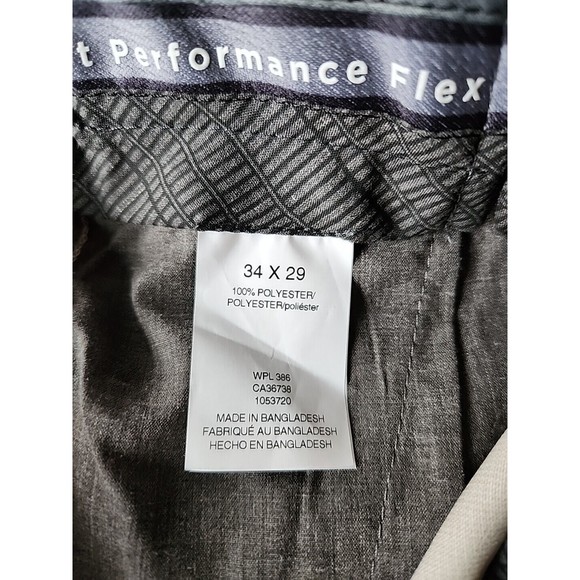 t Performance Flex
34 X 29
100% POLYESTER/
POLYESTER/poliéster
WPL 386
CA36738
1053720
MADE IN BANGLADESH
FABRIQUÉ AU BANGLADESH
HECHO EN BANGLADESH